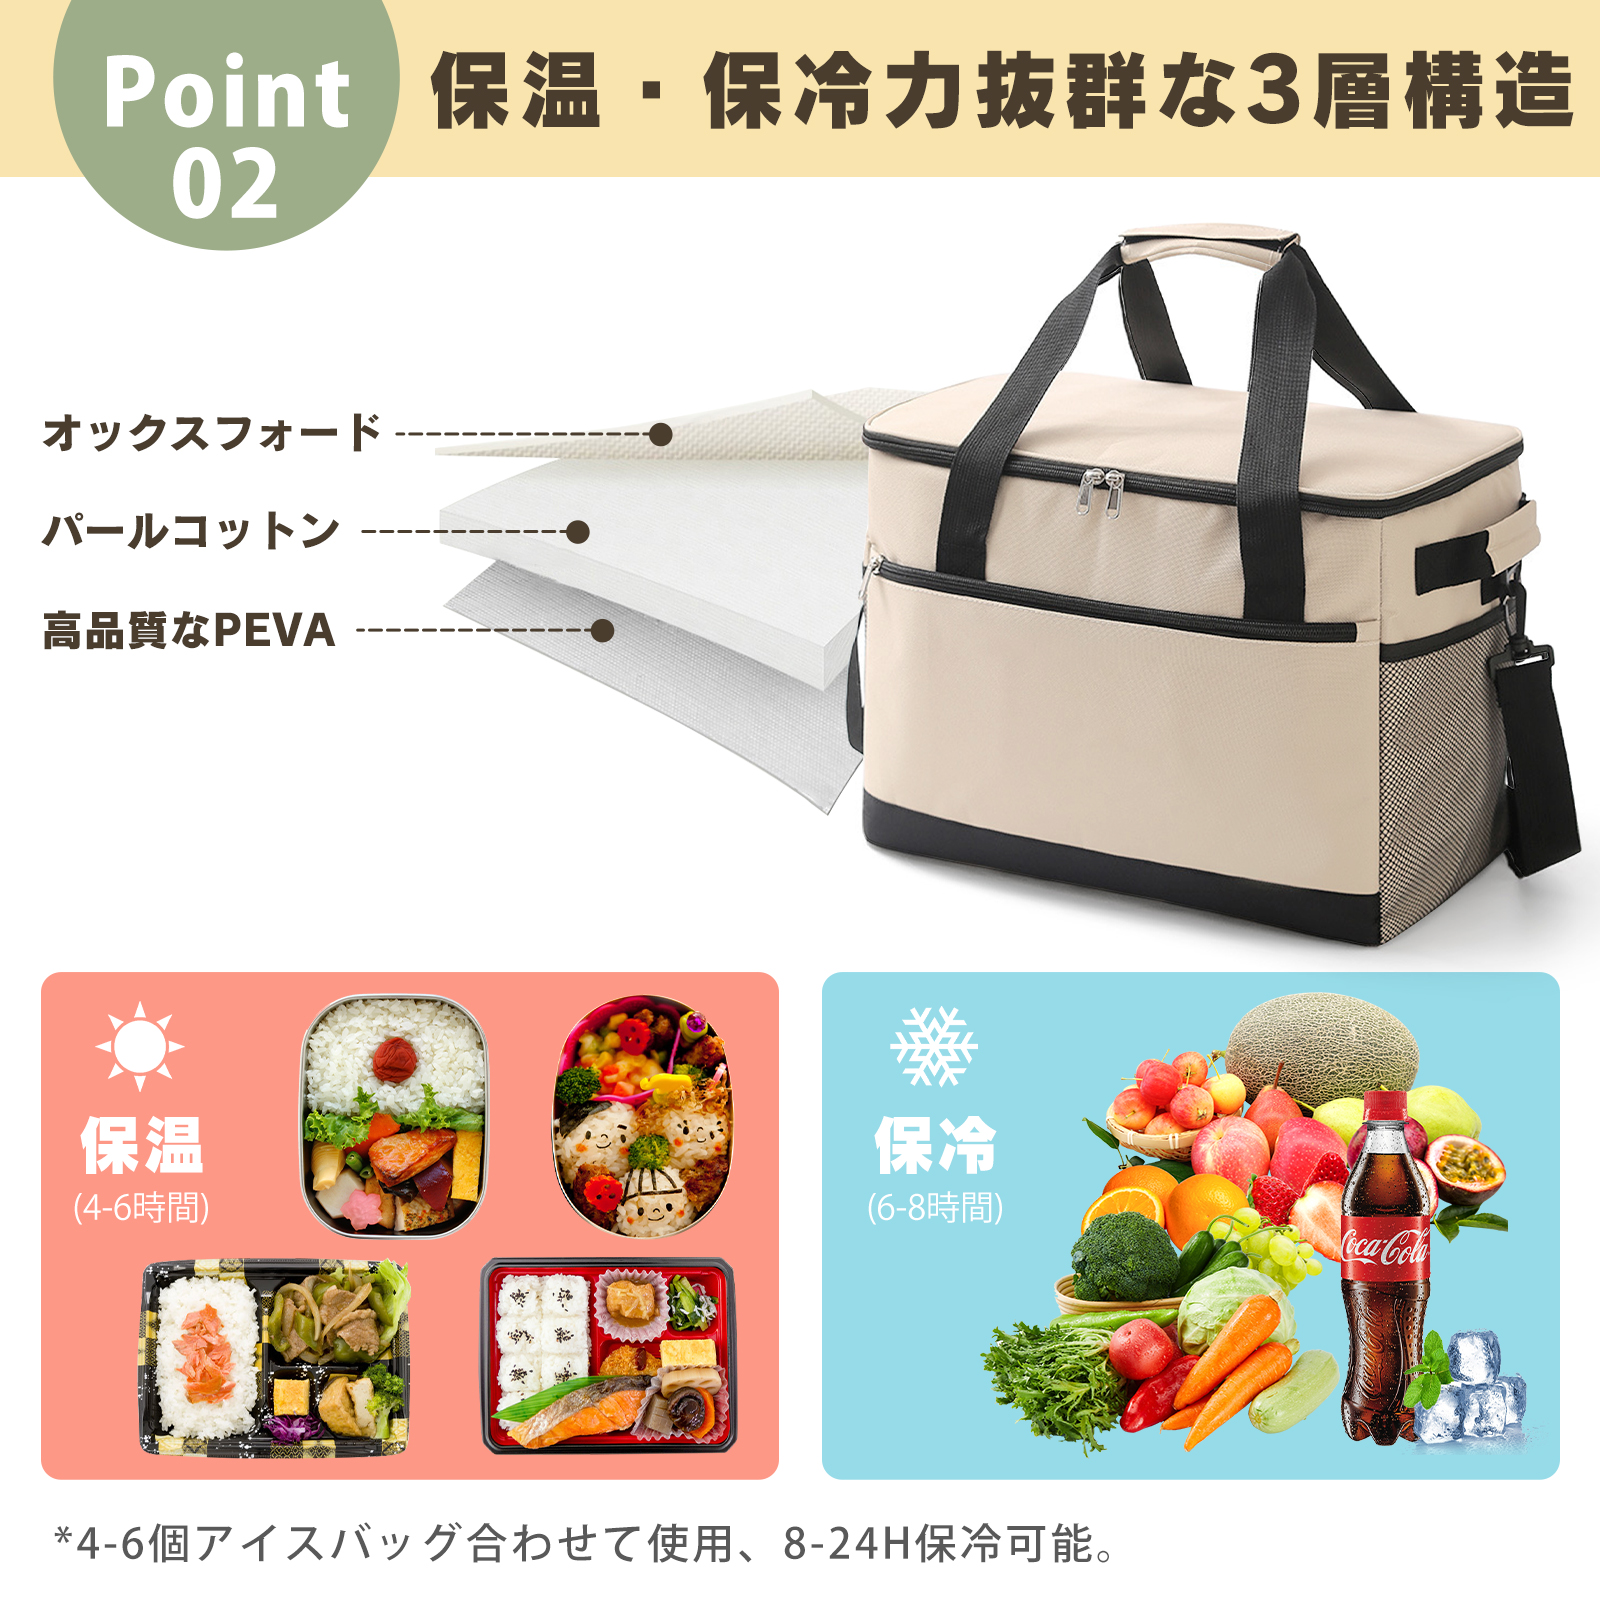 Point
02
保温・保冷力抜群な3層構造
オックスフォード
パールコットン
高品質なPEVA
保温
(4-6時間)
保冷
(6-8時間)
Coca-Cola
*4-6個アイスバッグ合わせて使用、8-24H保冷可能。